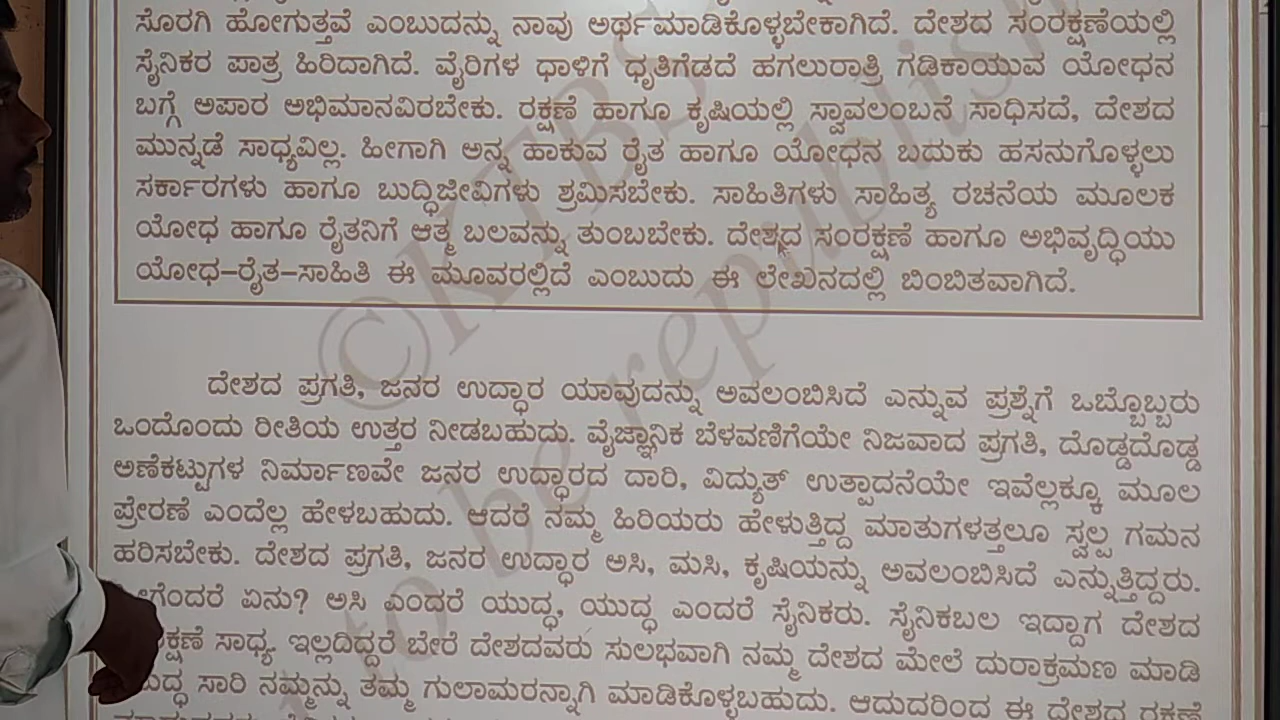 ಸೊರಗಿ ಹೋಗುತ್ತವೆ ಎಂಬುದನ್ನು ನಾವು ಅರ್ಥಮಾಡಿಕೊಳ್ಳಬೇಕಾಗಿದೆ. ದೇಶದ ಸಂರಕ್ಷಣೆಯಲ್ಲಿ
ಸೈನಿಕರ ಪಾತ್ರ ಹಿರಿದಾಗಿದೆ. ವೈರಿಗಳ ಧಾಳಿಗೆ ಧೃತಿಗೆಡದೆ ಹಗಲುರಾತ್ರಿ ಗಡಿಕಾಯುವ ಯೋಧನ
ಬಗ್ಗೆ ಅಪಾರ ಅಭಿಮಾನವಿರಬೇಕು. ರಕ್ಷಣೆ ಹಾಗೂ ಕೃಷಿಯಲ್ಲಿ ಸ್ವಾವಲಂಬನೆ ಸಾಧಿಸದೆ, ದೇಶದ
ಮುನ್ನಡೆ ಸಾಧ್ಯವಿಲ್ಲ. ಹೀಗಾಗಿ ಅನ್ನ ಹಾಕುವ ರೈತ ಹಾಗೂ ಯೋಧನ ಬದುಕು ಹಸನುಗೊಳ್ಳಲು
ಸರ್ಕಾರಗಳು ಹಾಗೂ ಬುದ್ಧಿಜೀವಿಗಳು ಶ್ರಮಿಸಬೇಕು. ಸಾಹಿತಿಗಳು ಸಾಹಿತ್ಯ ರಚನೆಯ ಮೂಲಕ
ಯೋಧ ಹಾಗೂ ರೈತನಿಗೆ ಆತ್ಮ ಬಲವನ್ನು ತುಂಬಬೇಕು. ದೇಶದ ಸಂರಕ್ಷಣೆ ಹಾಗೂ ಅಭಿವೃದ್ಧಿಯು
ಯೋಧ–ರೈತ–ಸಾಹಿತಿ ಈ ಮೂವರಲ್ಲಿದೆ ಎಂಬುದು ಈ ಲೇಖನದಲ್ಲಿ ಬಿಂಬಿತವಾಗಿದೆ.
ದೇಶದ ಪ್ರಗತಿ, ಜನರ ಉದ್ಧಾರ ಯಾವುದನ್ನು ಅವಲಂಬಿಸಿದೆ ಎನ್ನುವ ಪ್ರಶ್ನೆಗೆ ಒಬ್ಬೊಬ್ಬರು
ಒಂದೊಂದು ರೀತಿಯ ಉತ್ತರ ನೀಡಬಹುದು. ವೈಜ್ಞಾನಿಕ ಬೆಳವಣಿಗೆಯೇ ನಿಜವಾದ ಪ್ರಗತಿ, ದೊಡ್ಡದೊಡ್ಡ
ಅಣೆಕಟ್ಟುಗಳ ನಿರ್ಮಾಣವೇ ಜನರ ಉದ್ಧಾರದ ದಾರಿ, ವಿದ್ಯುತ್ ಉತ್ಪಾದನೆಯೇ ಇವೆಲ್ಲಕ್ಕೂ ಮೂಲ
ಪ್ರೇರಣೆ ಎಂದೆಲ್ಲ ಹೇಳಬಹುದು. ಆದರೆ ನಮ್ಮ ಹಿರಿಯರು ಹೇಳುತ್ತಿದ್ದ ಮಾತುಗಳತ್ತಲೂ ಸ್ವಲ್ಪ ಗಮನ
ಹರಿಸಬೇಕು. ದೇಶದ ಪ್ರಗತಿ, ಜನರ ಉದ್ಧಾರ ಅಸಿ, ಮಸಿ, ಕೃಷಿಯನ್ನು ಅವಲಂಬಿಸಿದೆ ಎನ್ನುತ್ತಿದ್ದರು.
ಏನು? ಅಸಿ ಎಂದರೆ ಯುದ್ಧ, ಯುದ್ಧ ಎಂದರೆ ಸೈನಿಕರು. ಸೈನಿಕಬಲ ಇದ್ದಾಗ ದೇಶದ
ಸಾಧ್ಯ. ಇಲ್ಲದಿದ್ದರೆ ಬೇರೆ ದೇಶದವರು ಸುಲಭವಾಗಿ ನಮ್ಮ ದೇಶದ ಮೇಲೆ ದುರಾಕ್ರಮಣ ಮಾಡಿ
ಸಾರಿ ನಮ್ಮನ್ನು ತಮ್ಮ ಗುಲಾಮರನ್ನಾಗಿ ಮಾಡಿಕೊಳ್ಳಬಹುದು. ಆದುದರಿಂದ ಈ ದೇಶದ ರಕ್ಷಣೆ
©KTBS
to be republish